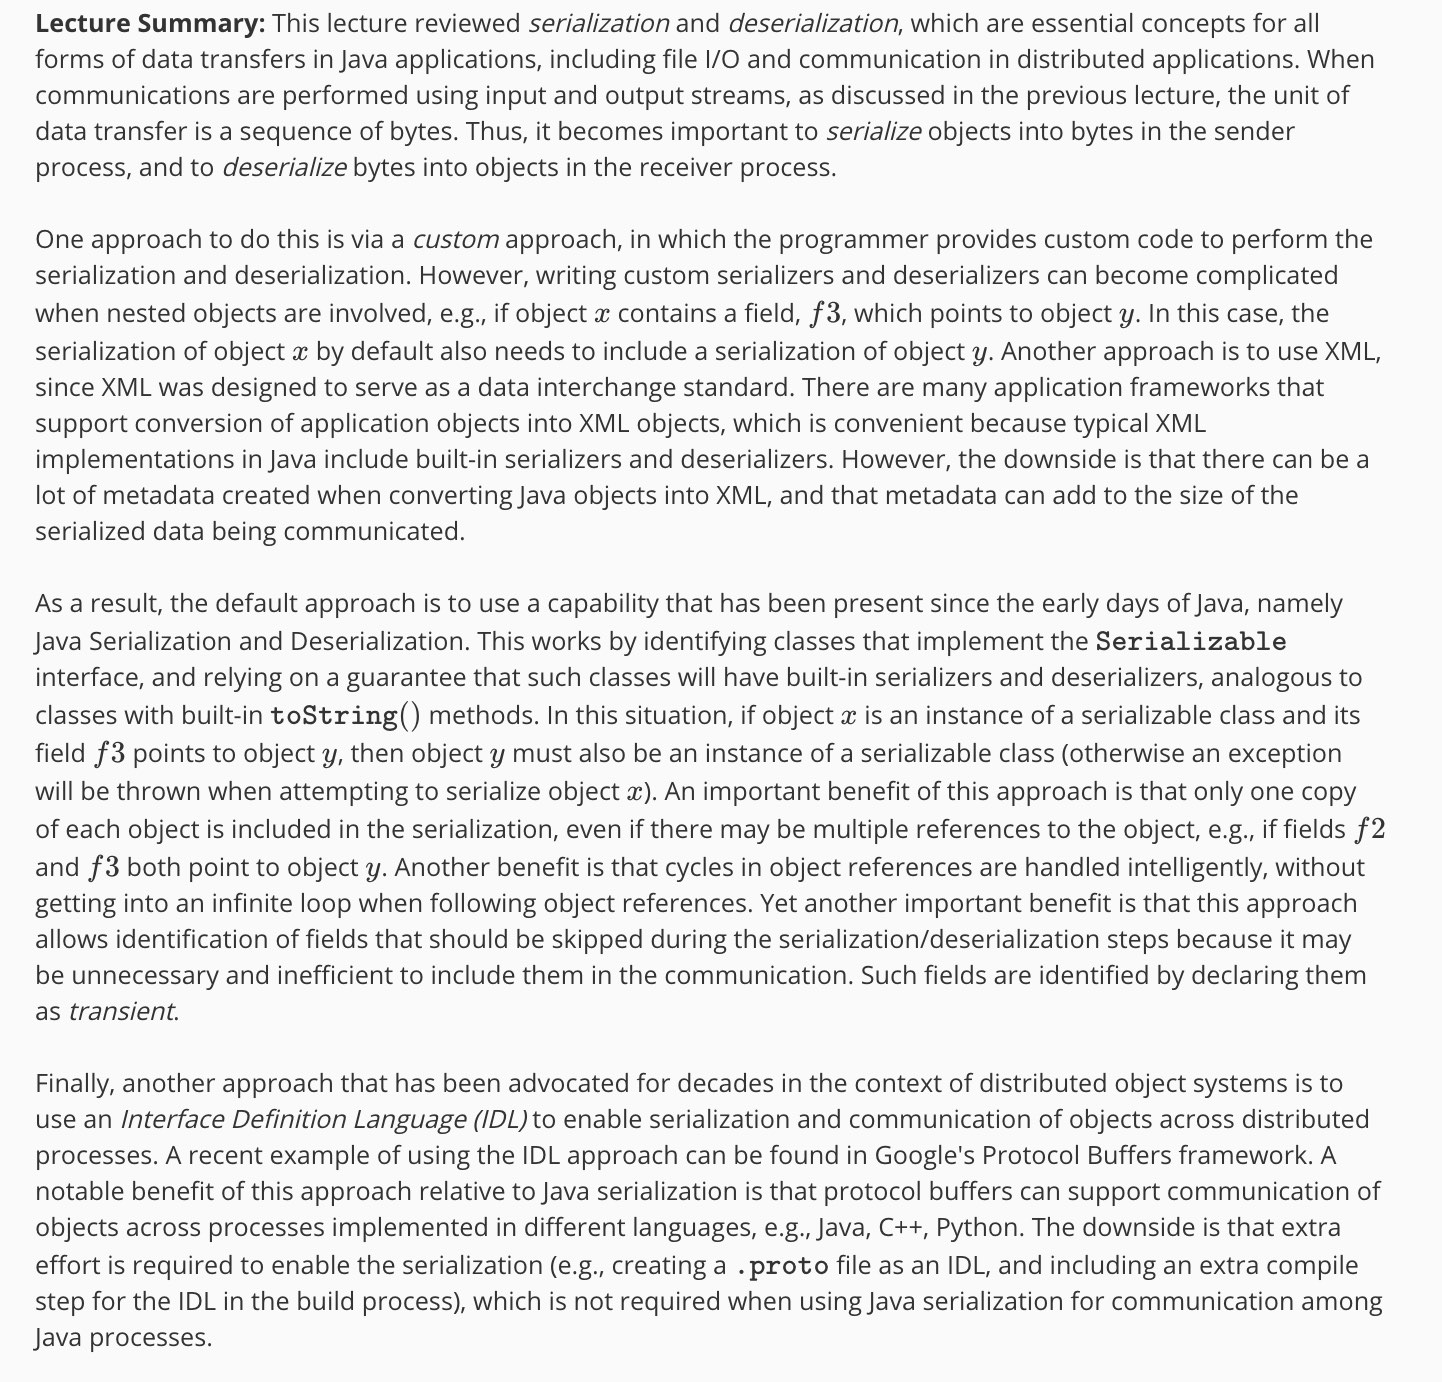 Lecture Summary: This lecture reviewed serialization and deserialization, which are essential concepts for all
forms of data transfers in Java applications, including file I/O and communication in distributed applications. When
communications are performed using input and output streams, as discussed in the previous lecture, the unit of
data transfer is a sequence of bytes. Thus, it becomes important to serialize objects into bytes in the sender
process, and to deserialize bytes into objects in the receiver process.
One approach to do this is via a custom approach, in which the programmer provides custom code to perform the
serialization and deserialization. However, writing custom serializers and deserializers can become complicated
when nested objects are involved, e.g., if object x contains a field, f3, which points to object y. In this case, the
serialization of object x by default also needs to include a serialization of object y. Another approach is to use XML,
since XML was designed to serve as a data interchange standard. There are many application frameworks that
support conversion of application objects into XML objects, which is convenient because typical XML
implementations in Java include built-in serializers and deserializers. However, the downside is that there can be a
lot of metadata created when converting Java objects into XML, and that metadata can add to the size of the
serialized data being communicated.
As a result, the default approach is to use a capability that has been present since the early days of Java, namely
Java Serialization and Deserialization. This works by identifying classes that implement the Serializable
interface, and relying on a guarantee that such classes will have built-in serializers and deserializers, analogous to
classes with built-in toString() methods. In this situation, if object x is an instance of a serializable class and its
field f3 points to object y, then object y must also be an instance of a serializable class (otherwise an exception
will be thrown when attempting to serialize object x). An important benefit of this approach is that only one copy
of each object is included in the serialization, even if there may be multiple references to the object, e.g., if fields f2
and f3 both point to object y. Another benefit is that cycles in object references are handled intelligently, without
getting into an infinite loop when following object references. Yet another important benefit is that this approach
allows identification of fields that should be skipped during the serialization/deserialization steps because it may
be unnecessary and inefficient to include them in the communication. Such fields are identified by declaring them
as transient.
Finally, another approach that has been advocated for decades in the context of distributed object systems is to
use an Interface Definition Language (IDL) to enable serialization and communication of objects across distributed
processes. A recent example of using the IDL approach can be found in Google's Protocol Buffers framework. A
notable benefit of this approach relative to Java serialization is that protocol buffers can support communication of
objects across processes implemented in different languages, e.g., Java, C++, Python. The downside is that extra
effort is required to enable the serialization (e.g., creating a .proto file as an IDL, and including an extra compile
step for the IDL in the build process), which is not required when using Java serialization for communication among
Java processes.